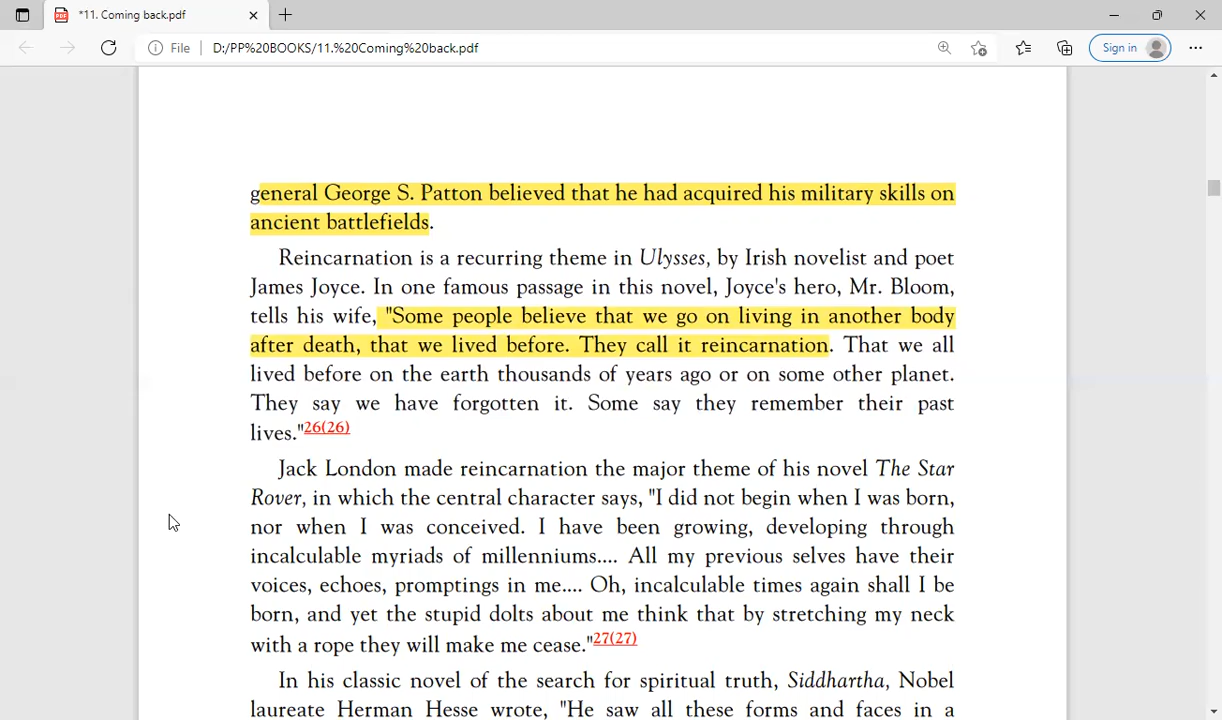 *11. Coming back.pdf
File D:/PP%20BOOKS/11.%20Coming%20back.pdf Sign in
general George S. Patton believed that he had acquired his military skills on
ancient battlefields.
Reincarnation is a recurring theme in Ulysses, by Irish novelist and poet
James Joyce. In one famous passage in this novel, Joyce's hero, Mr. Bloom,
tells his wife, "Some people believe that we go on living in another body
after death, that we lived before. They call it reincarnation. That we all
lived before on the earth thousands of years ago or on some other planet.
They say we have forgotten it. Some say they remember their past
lives."26(26)
Jack London made reincarnation the major theme of his novel The Star
Rover, in which the central character says, "I did not begin when I was born,
nor when I was conceived. I have been growing, developing through
incalculable myriads of millenniums.... All my previous selves have their
voices, echoes, promptings in me.... Oh, incalculable times again shall I be
born, and yet the stupid dolts about me think that by stretching my neck
with a rope they will make me cease."27(27)
In his classic novel of the search for spiritual truth, Siddhartha, Nobel
laureate Herman Hesse wrote, "He saw all these forms and faces in a